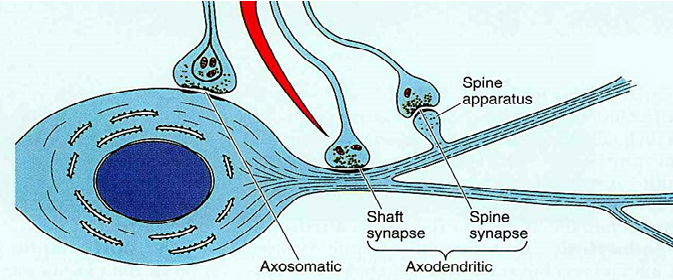 Spine
apparatus
Shaft
synapse
Spine
synapse
Axosomatic
Axodendritic